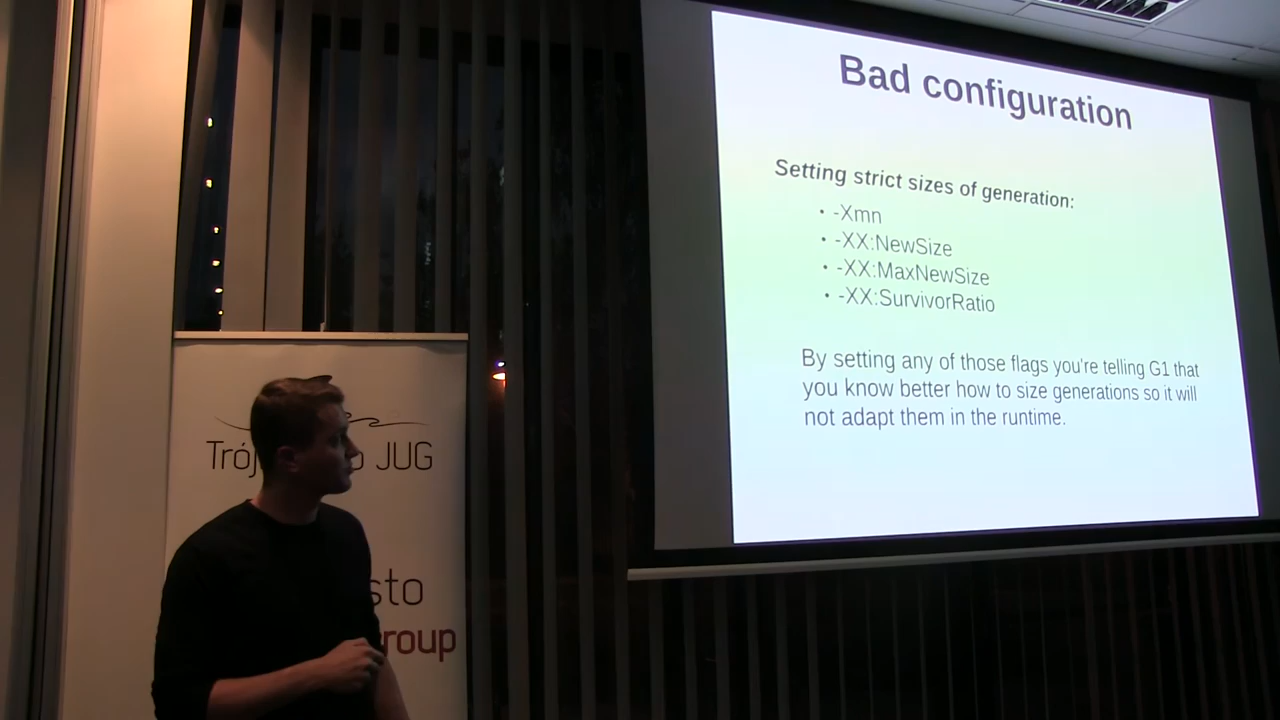 Bad configuration
Setting strict sizes of generation:
• -Xmn
• -XX:NewSize
• -XX:MaxNewSize
• -XX:SurvivorRatio
By setting any of those flags you're telling G1 that
you know better how to size generations so it will
not adapt them in the runtime.
JUG